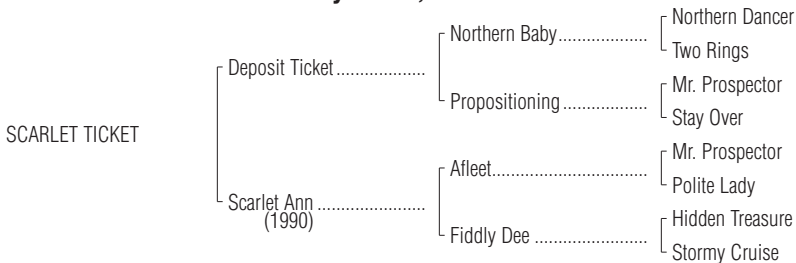 Northern Dancer
Northern Baby....................
Two Rings
Deposit Ticket...................
Mr. Prospector
Propositioning ...................
Stay Over
SCARLET TICKET
Mr. Prospector
Afleet...................................
Polite Lady
Scarlet Ann .......................
(1990)
Hidden Treasure
Fiddly Dee .........................
Stormy Cruise